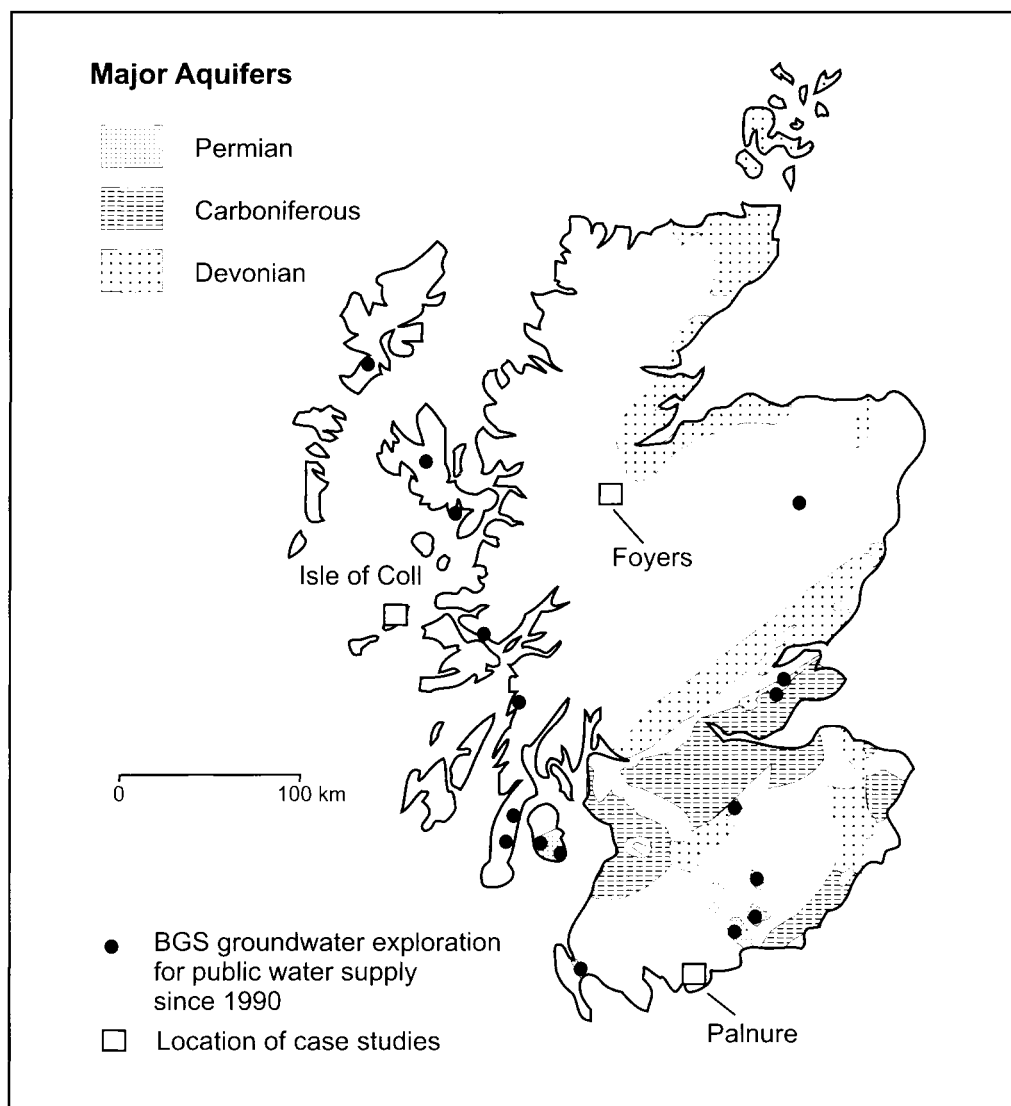 Major Aquifers
Permian
Carboniferous
Devonian
Foyers
Isle of Coll
0 100 km
BGS groundwater exploration
for public water supply
since 1990
Location of case studies
Palnure